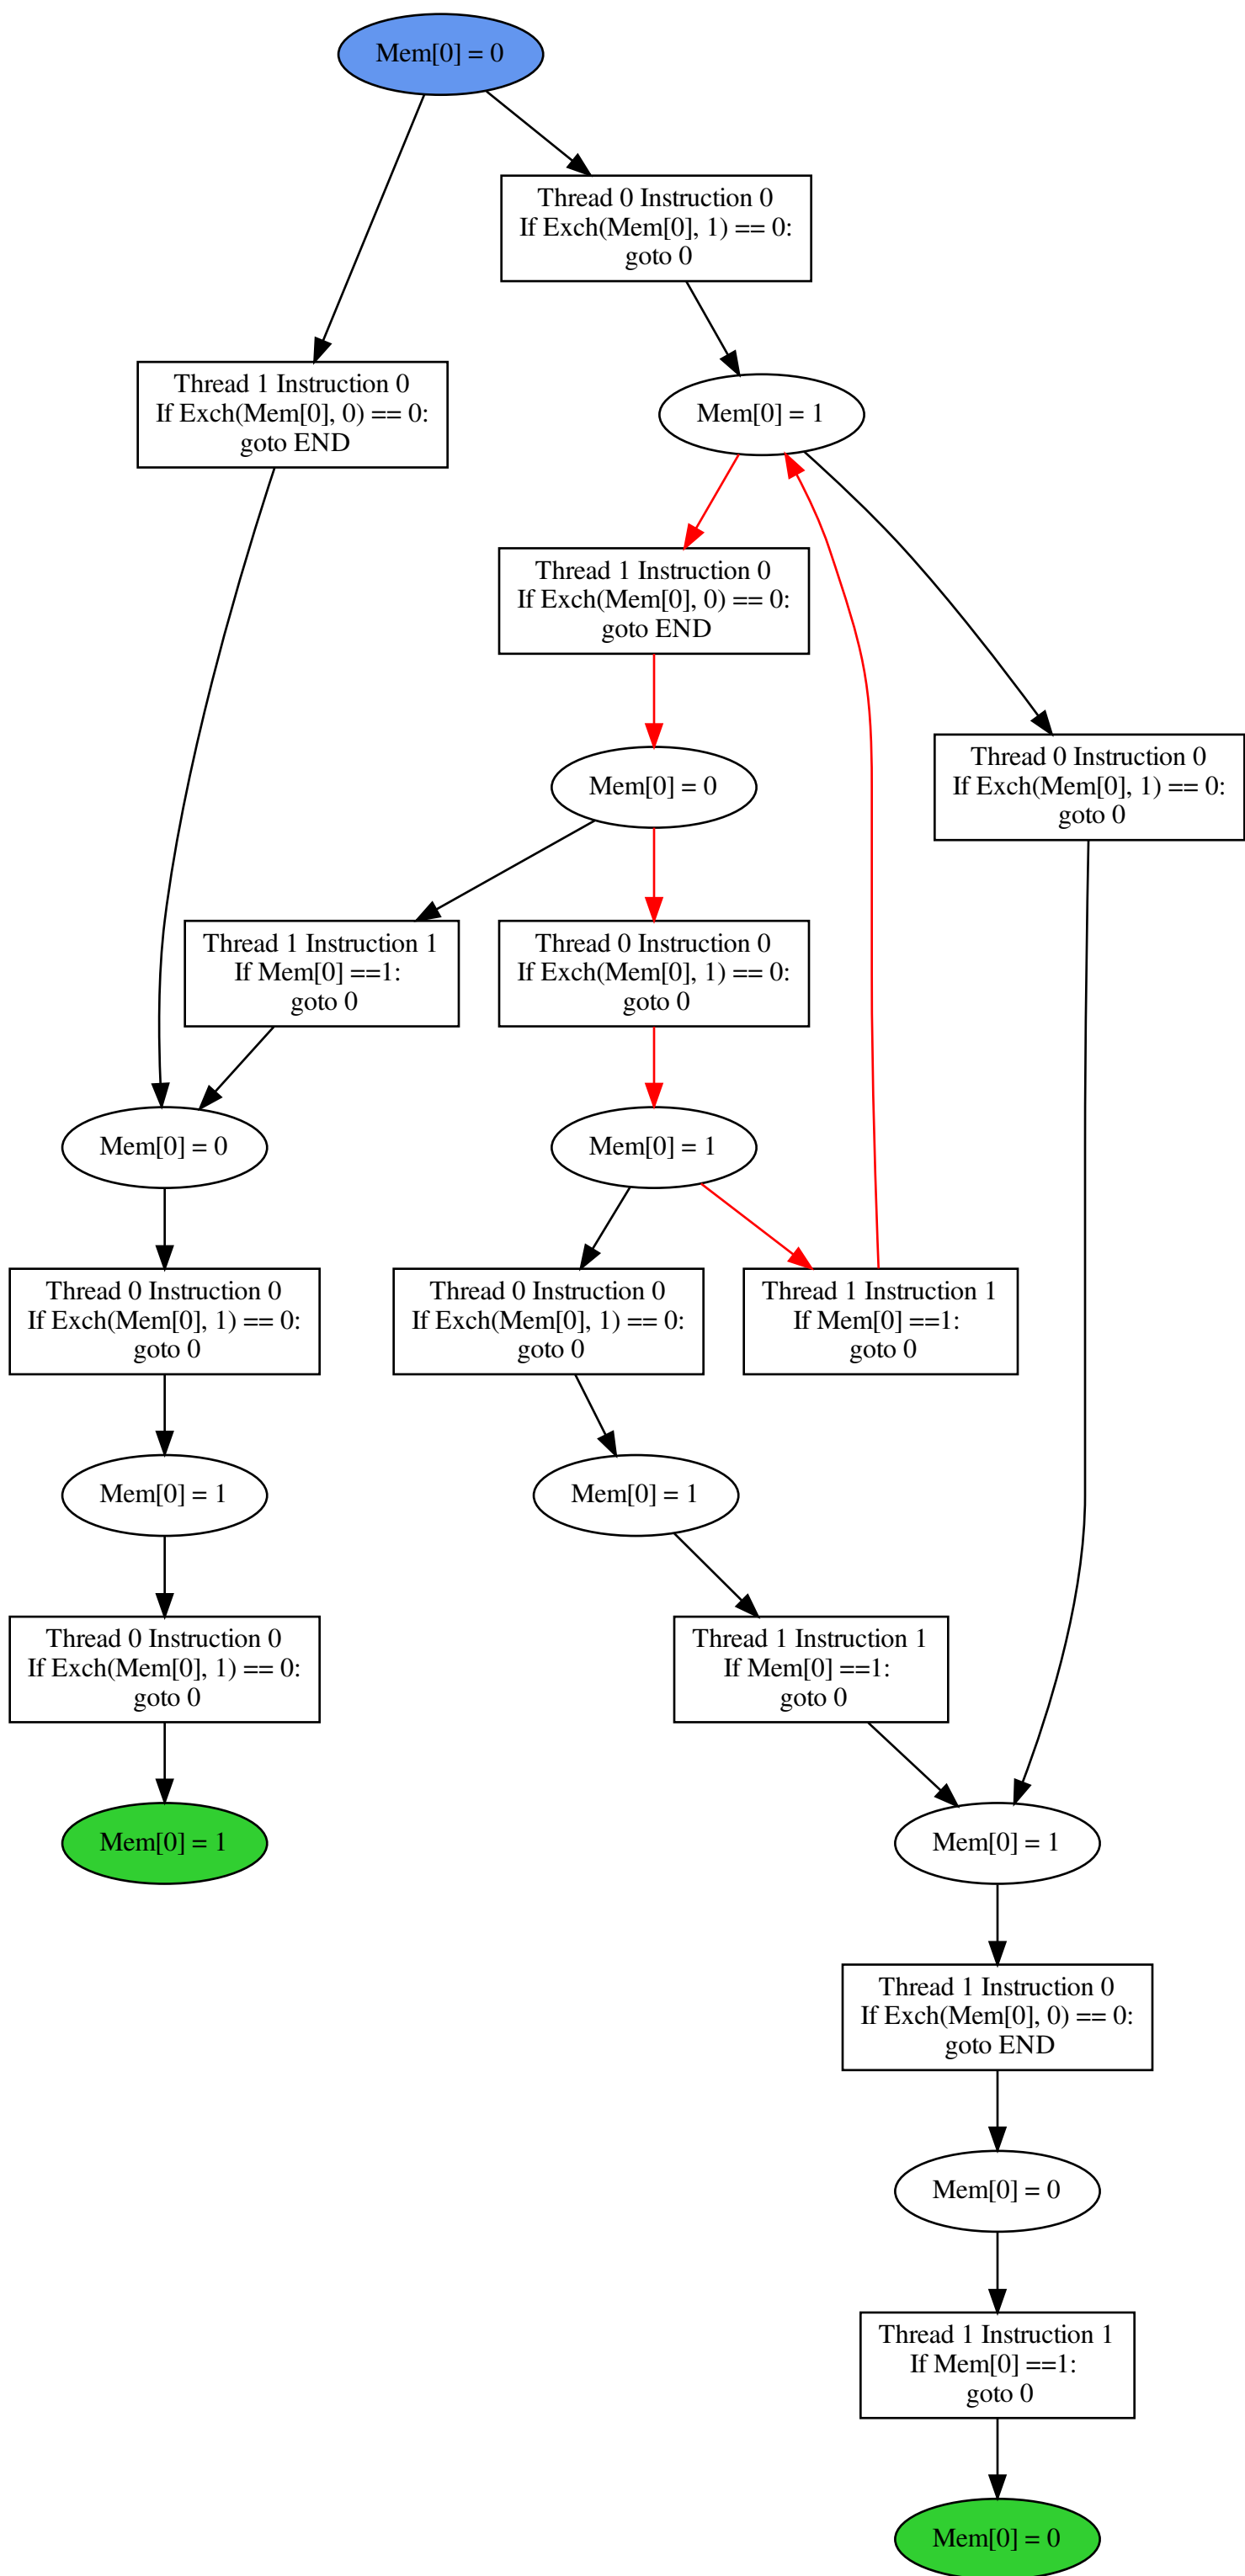 Mem[0] = 0
Thread 0 Instruction 0
If Exch(Mem[0], 1) == 0:
goto 0
Thread 1 Instruction 0
If Exch(Mem[0], 0) == 0:
goto END
Mem[0] = 1
Thread 1 Instruction 0
If Exch(Mem[0], 0) == 0:
goto END
Thread 0 Instruction 0
If Exch(Mem[0], 1) == 0:
goto 0
Mem[0] = 0
Thread 1 Instruction 1
If Mem[0] ==1:
goto 0
Thread 0 Instruction 0
If Exch(Mem[0], 1) == 0:
goto 0
Mem[0] = 0
Mem[0] = 1
Thread 0 Instruction 0
If Exch(Mem[0], 1) == 0:
goto 0
Thread 0 Instruction 0
If Exch(Mem[0], 1) == 0:
goto 0
Thread 1 Instruction 1
If Mem[0] ==1:
goto 0
Mem[0] = 1
Mem[0] = 1
Thread 0 Instruction 0
If Exch(Mem[0], 1) == 0:
goto 0
Thread 1 Instruction 1
If Mem[0] ==1:
goto 0
Mem[0] = 1
Mem[0] = 1
Thread 1 Instruction 0
If Exch(Mem[0], 0) == 0:
goto END
Mem[0] = 0
Thread 1 Instruction 1
If Mem[0] ==1:
goto 0
Mem[0] = 0